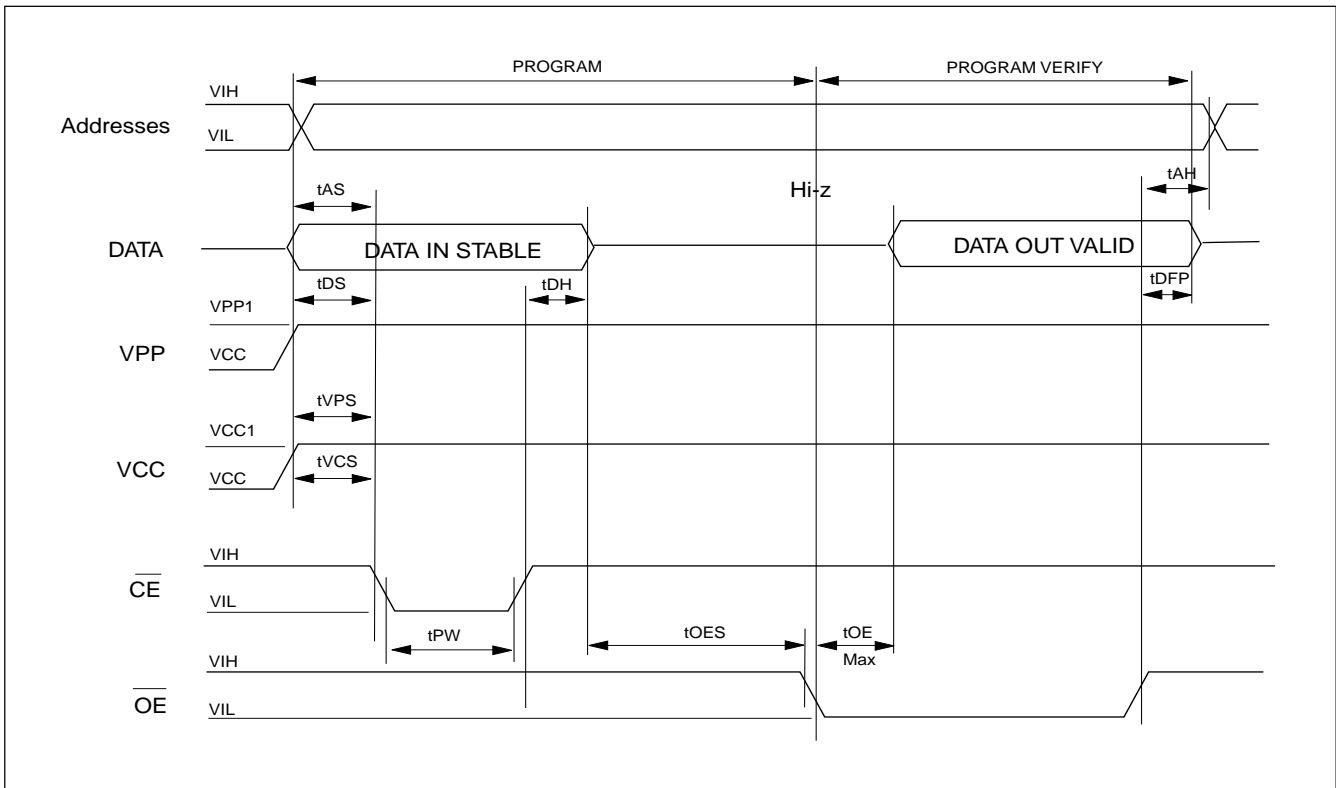 PROGRAM
PROGRAM VERIFY
VIH
Addresses
VIL
tAS
Hi-z
tAH
DATA
DATA IN STABLE
DATA OUT VALID
tDS
tDH
tDFP
VPP1
VPP
VCC
tVPS
VCC1
VCC
VCC
tVCS
VIH
CE
VIL
tPW
tOES
tOE
Max
VIH
OE
VIL